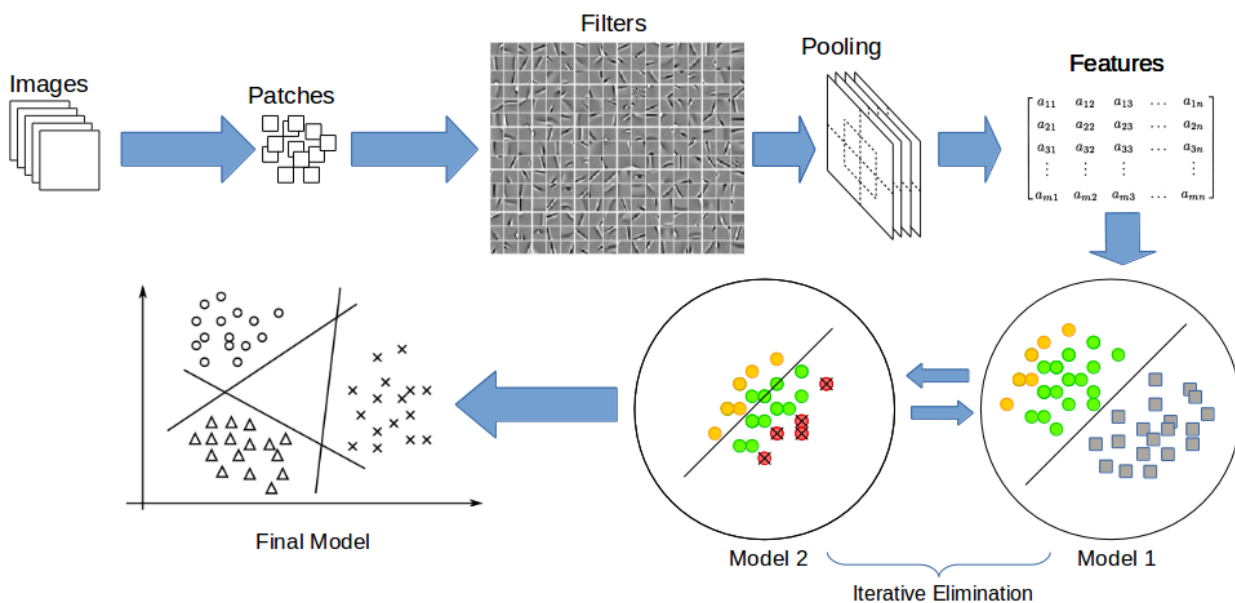 Images
Patches
Filters
Pooling
Features
a11 a12 a13 ... a1n
a21 a22 a23 ... a2n
a31 a32 a33 ... a3n
⋮ ⋮ ⋮ ⋮
am1 am2 am3 ... amn
Final Model
Model 2
Model 1
Iterative Elimination